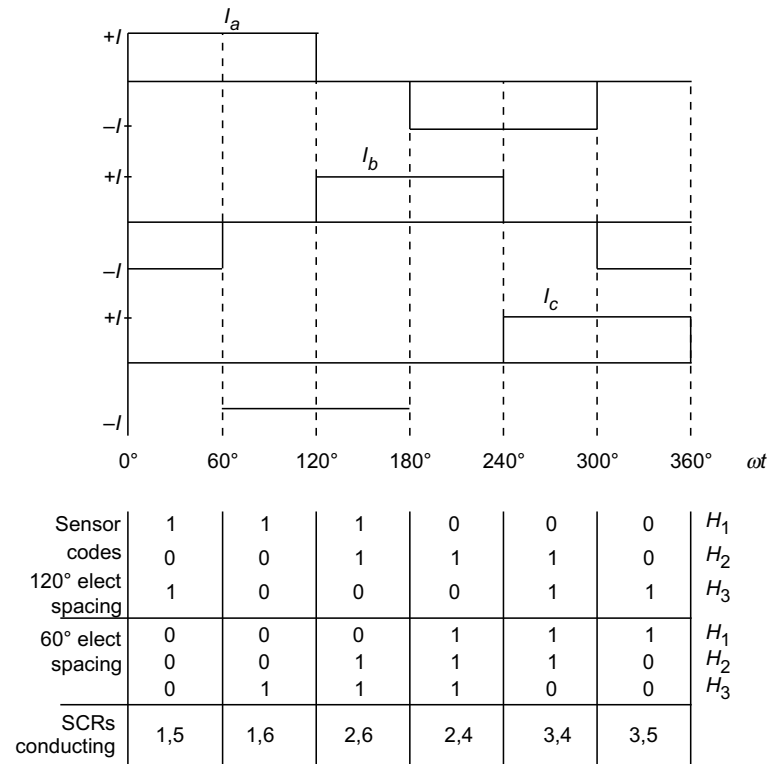 I_a
+I
–I
I_b
+I
–I
I_c
+I
–I
0° 60° 120° 180° 240° 300° 360° ωt
Sensor codes 120° elect spacing
1 1 1 0 0 0 H1
0 0 1 1 1 0 H2
1 0 0 0 1 1 H3
60° elect spacing
0 0 0 1 1 1 H1
0 0 1 1 1 0 H2
0 1 1 1 0 0 H3
SCRs conducting
1,5 1,6 2,6 2,4 3,4 3,5